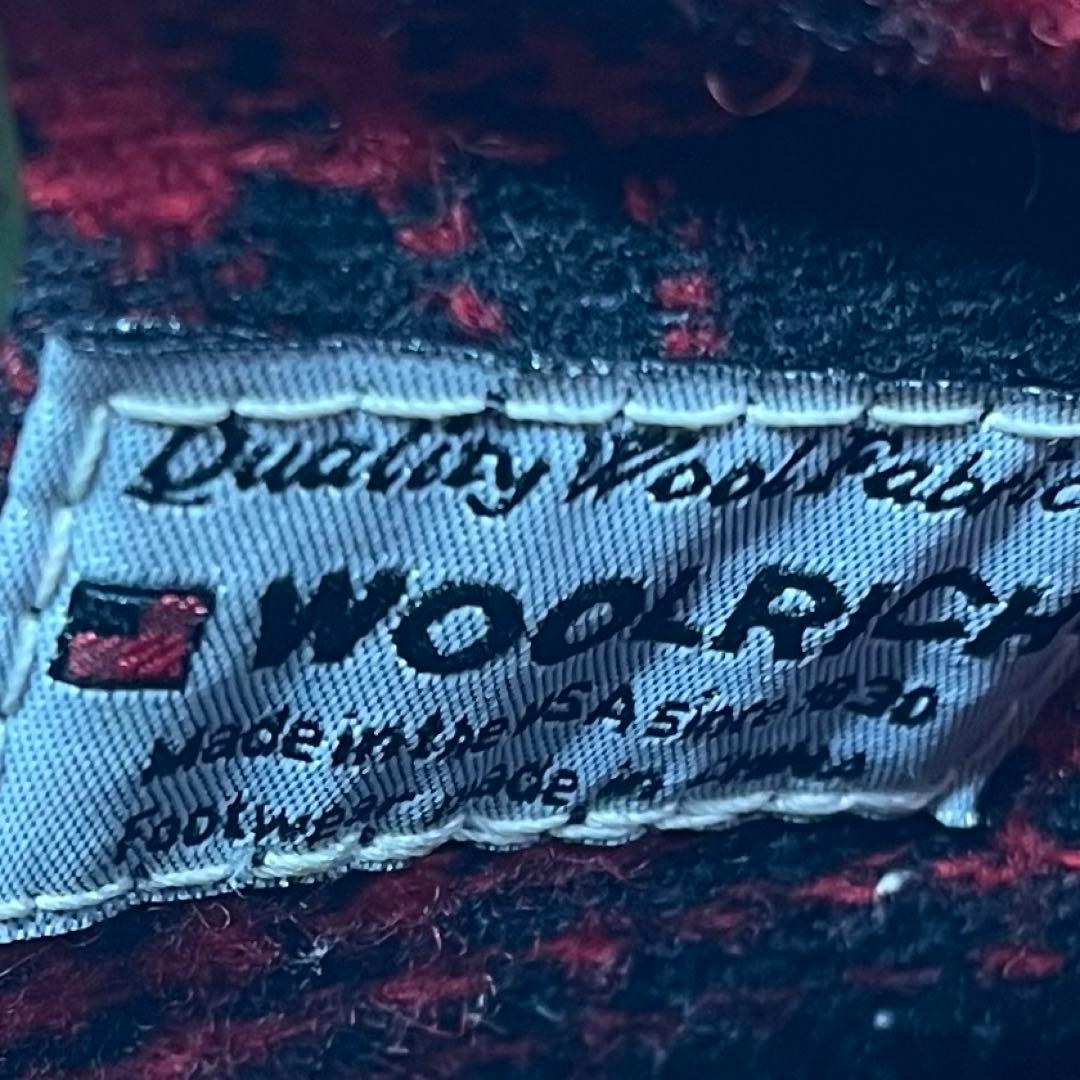 Quality Wool Fabric
WOOLRICH
Made in the USA Since 1830
Footwear made in China